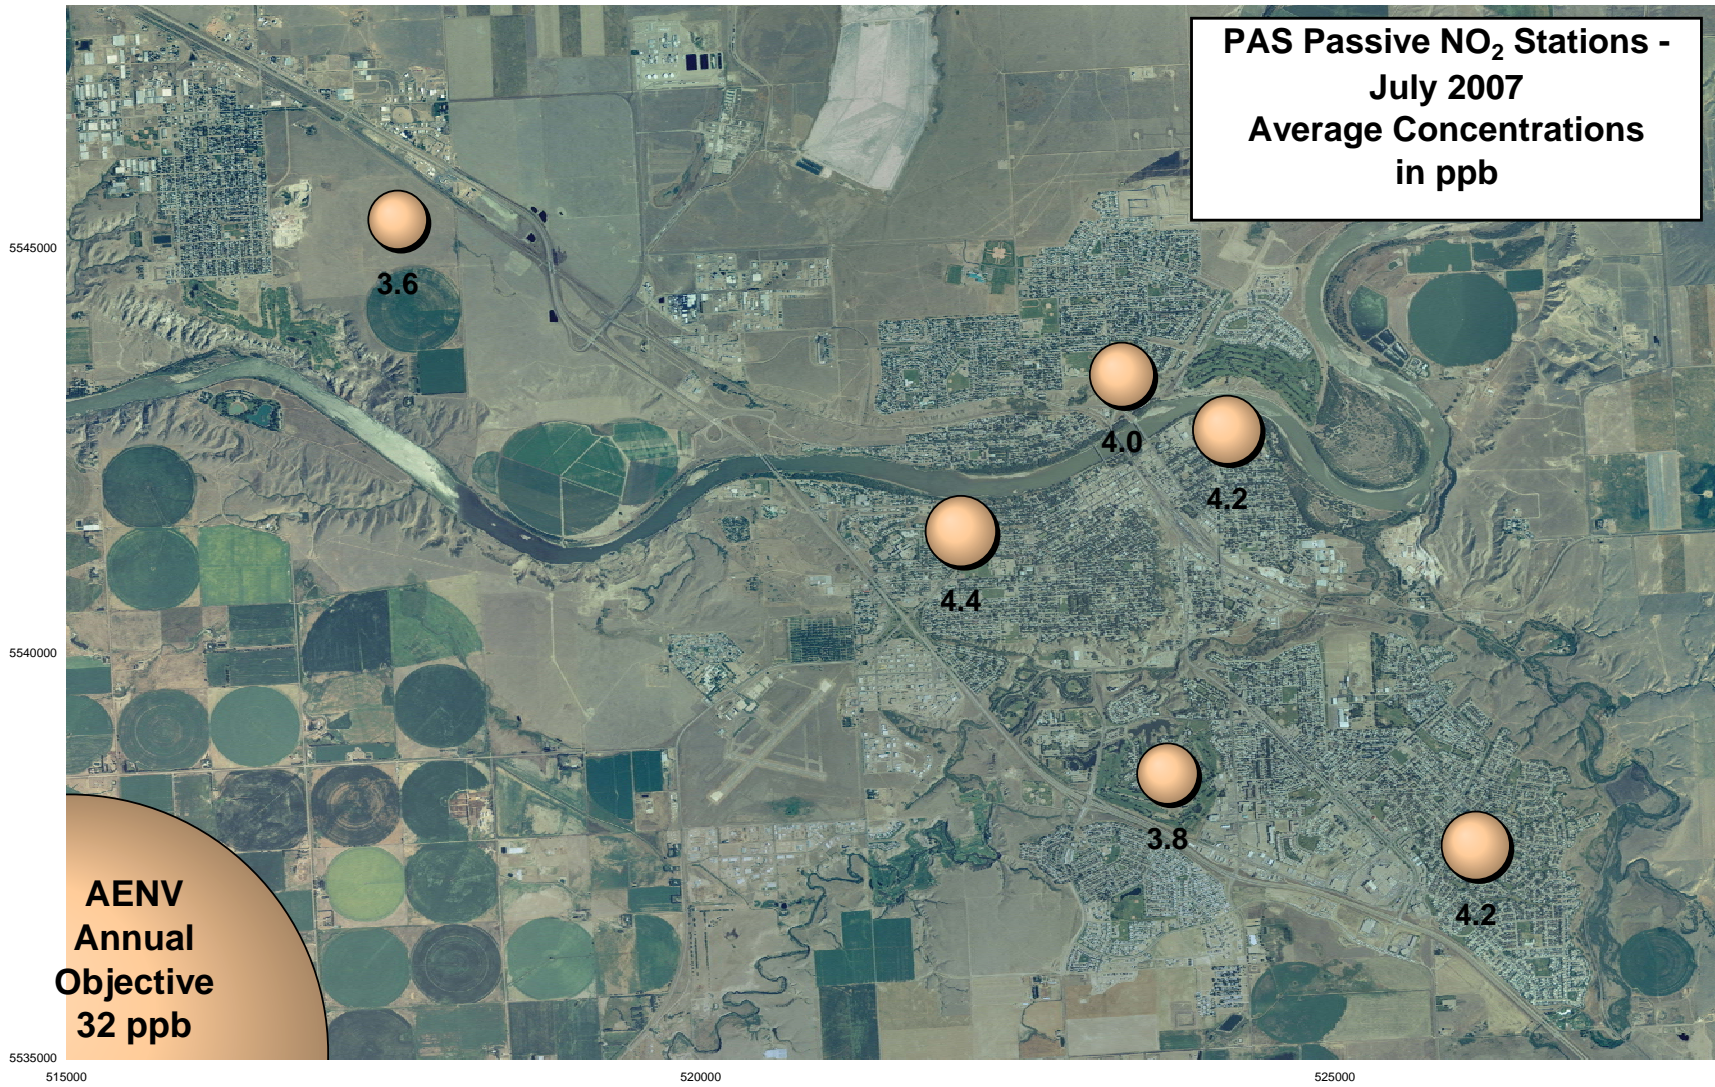 PAS Passive NO₂ Stations -
July 2007
Average Concentrations
in ppb
5545000
3.6
4.0
4.2
4.4
5540000
3.8
4.2
AENV
Annual
Objective
32 ppb
5535000
515000
520000
525000